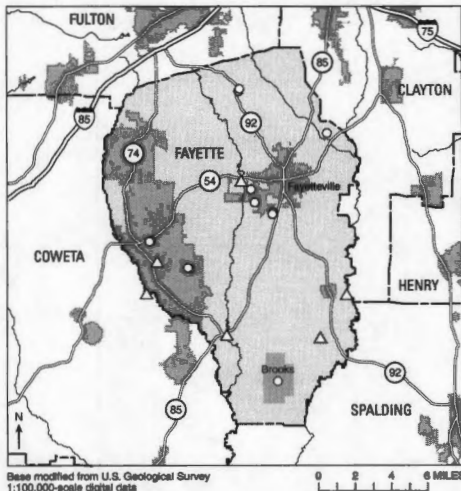 FULTON
75
85
CLAYTON
85
92
FAYETTE
74
54
Fayetteville
COWETA
HENRY
Brooks
92
SPALDING
85
N
Base modified from U.S. Geological Survey
1:100,000-scale digital data
0 2 4 6 MILES